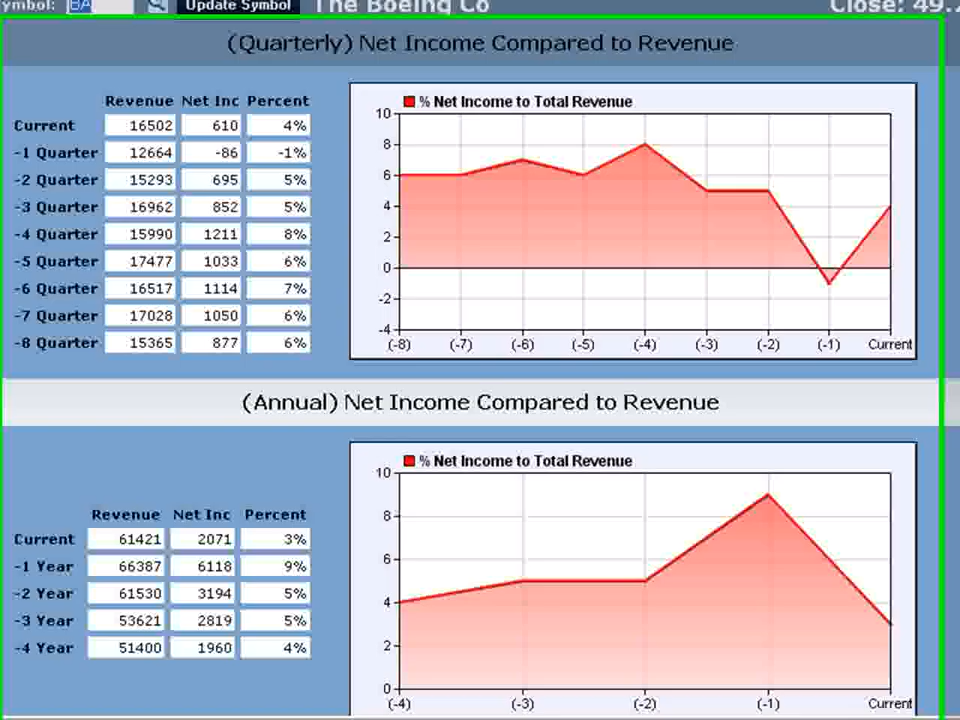 ymbol: BA Update Symbol The Boeing Co Close: 49.
(Quarterly) Net Income Compared to Revenue
Revenue Net Inc Percent
Current 16502 610 4%
-1 Quarter 12664 -86 -1%
-2 Quarter 15293 695 5%
-3 Quarter 16962 852 5%
-4 Quarter 15990 1211 8%
-5 Quarter 17477 1033 6%
-6 Quarter 16517 1114 7%
-7 Quarter 17028 1050 6%
-8 Quarter 15365 877 6%
% Net Income to Total Revenue
10
8
6
4
2
0
-2
-4
(-8) (-7) (-6) (-5) (-4) (-3) (-2) (-1) Current
(Annual) Net Income Compared to Revenue
Revenue Net Inc Percent
Current 61421 2071 3%
-1 Year 66387 6118 9%
-2 Year 61530 3194 5%
-3 Year 53621 2819 5%
-4 Year 51400 1960 4%
% Net Income to Total Revenue
10
8
6
4
2
0
(-4) (-3) (-2) (-1) Current